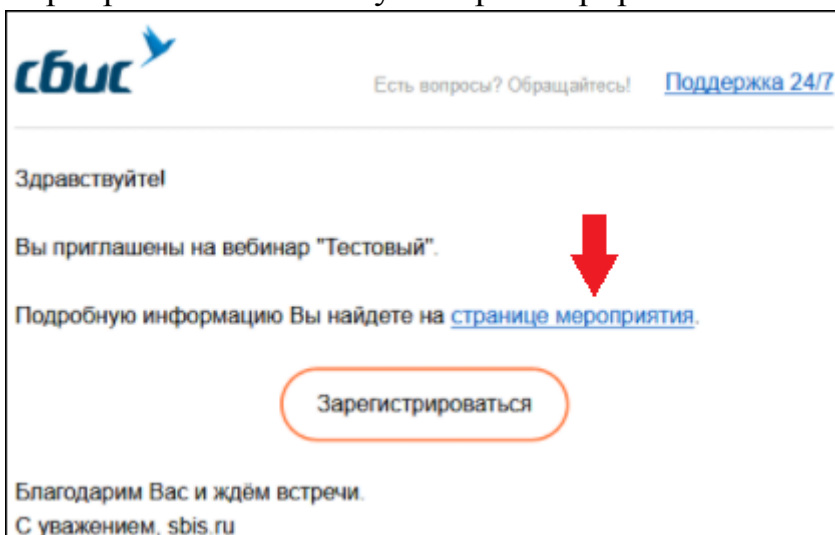 сбис
Есть вопросы? Обращайтесь! Поддержка 24/7
Здравствуйте!
Вы приглашены на вебинар "Тестовый".
Подробную информацию Вы найдете на странице мероприятия.
Зарегистрироваться
Благодарим Вас и ждём встречи.
С уважением, sbis.ru